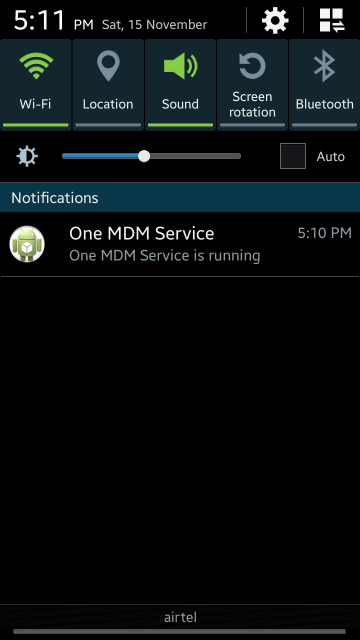 5:11 PM Sat, 15 November
Wi-Fi
Location
Sound
Screen
rotation
Bluetooth
Auto
Notifications
One MDM Service 5:10 PM
One MDM Service is running
airtel